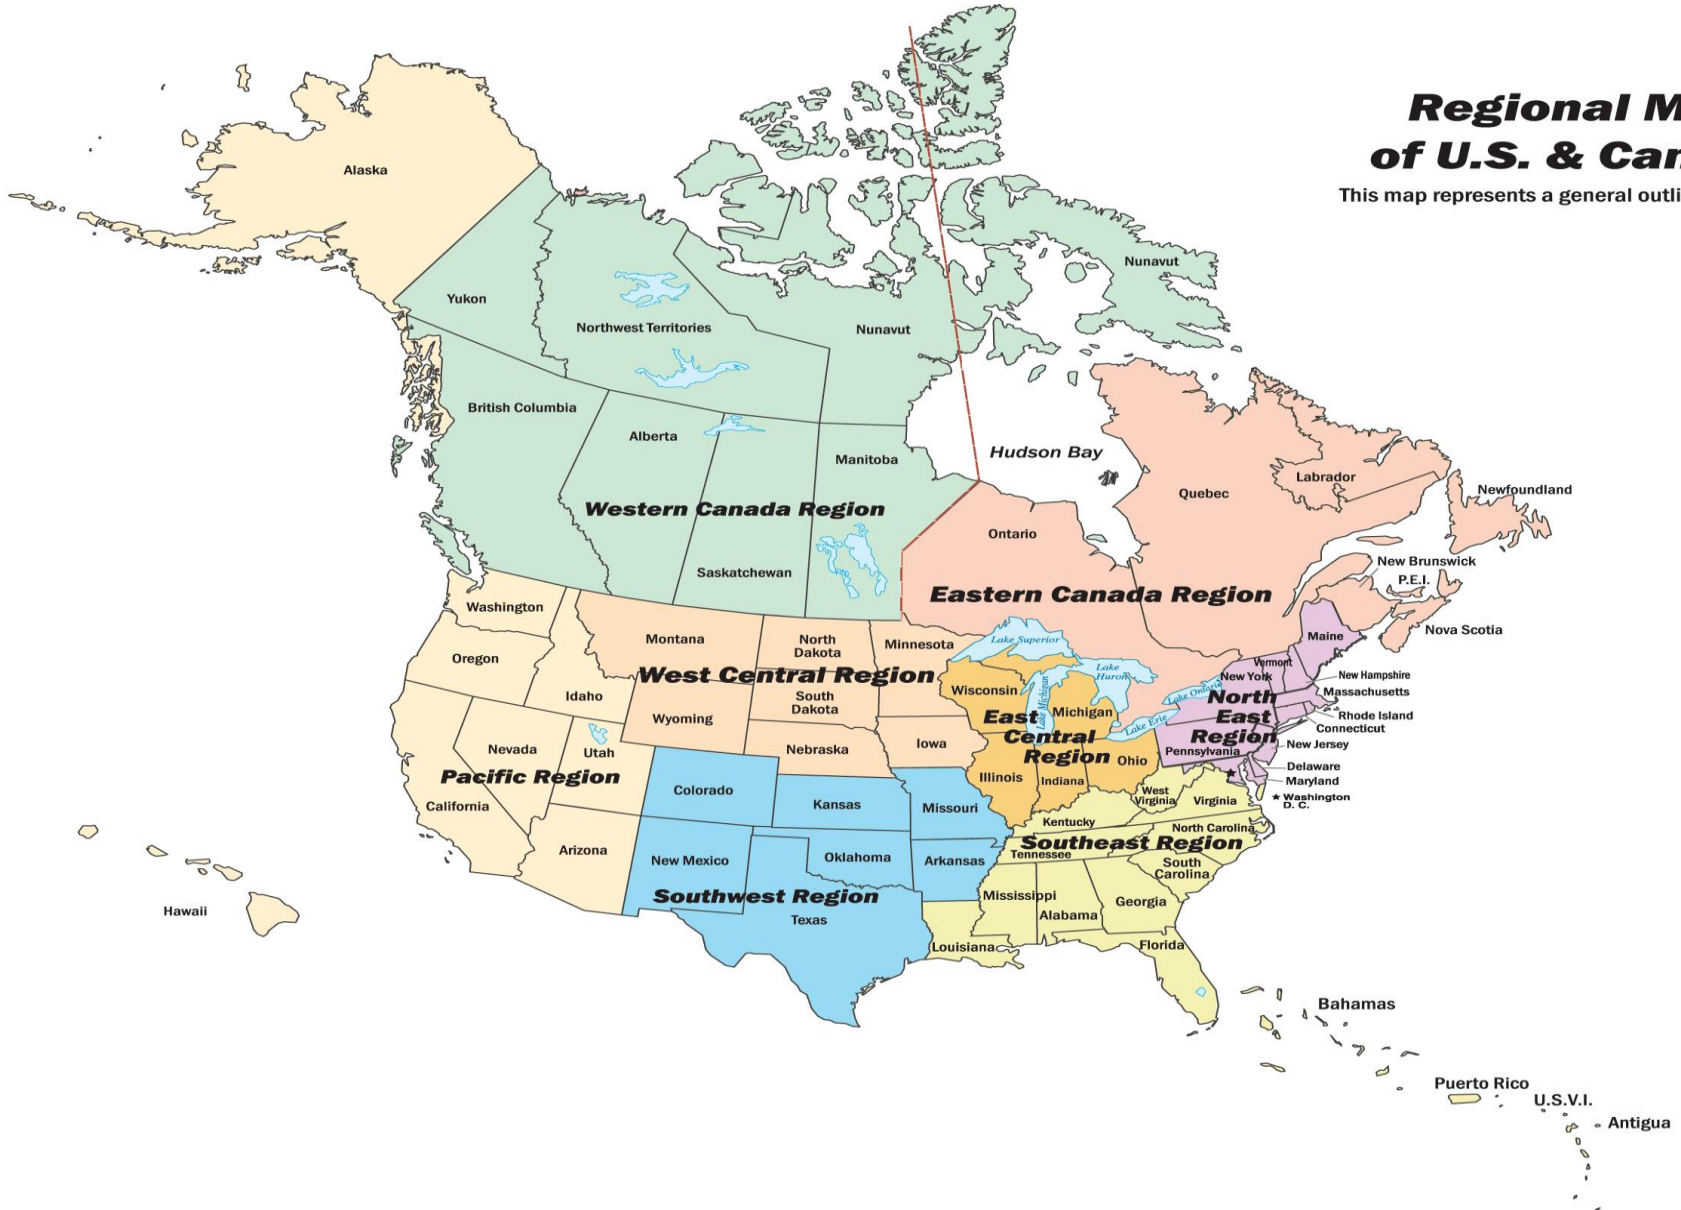 Regional M
of U.S. & Can
This map represents a general outli
Alaska
Yukon
Northwest Territories
Nunavut
Nunavut
British Columbia
Alberta
Manitoba
Hudson Bay
Quebec
Labrador
Newfoundland
Western Canada Region
Ontario
Saskatchewan
Eastern Canada Region
New Brunswick
P.E.I.
Nova Scotia
Washington
Montana
North
Dakota
Minnesota
Lake Superior
Lake
Huron
Maine
Oregon
West Central Region
Vermont
New York
New Hampshire
Idaho
South
Dakota
Wisconsin
Lake Michigan
Michigan
Lake Ontario
North
East
Region
Massachusetts
Rhode Island
Connecticut
Wyoming
East
Central
Region
Lake Erie
New Jersey
Nevada
Utah
Nebraska
Iowa
Pennsylvania
Pacific Region
Illinois
Indiana
Ohio
Delaware
Maryland
Washington
D. C.
California
Colorado
Kansas
Missouri
West
Virginia
Virginia
Kentucky
North Carolina
Southeast Region
Tennessee
Arizona
New Mexico
Oklahoma
Arkansas
South
Carolina
Southwest Region
Texas
Mississippi
Alabama
Georgia
Hawaii
Louisiana
Florida
Bahamas
Puerto Rico
U.S.V.I.
Antigua